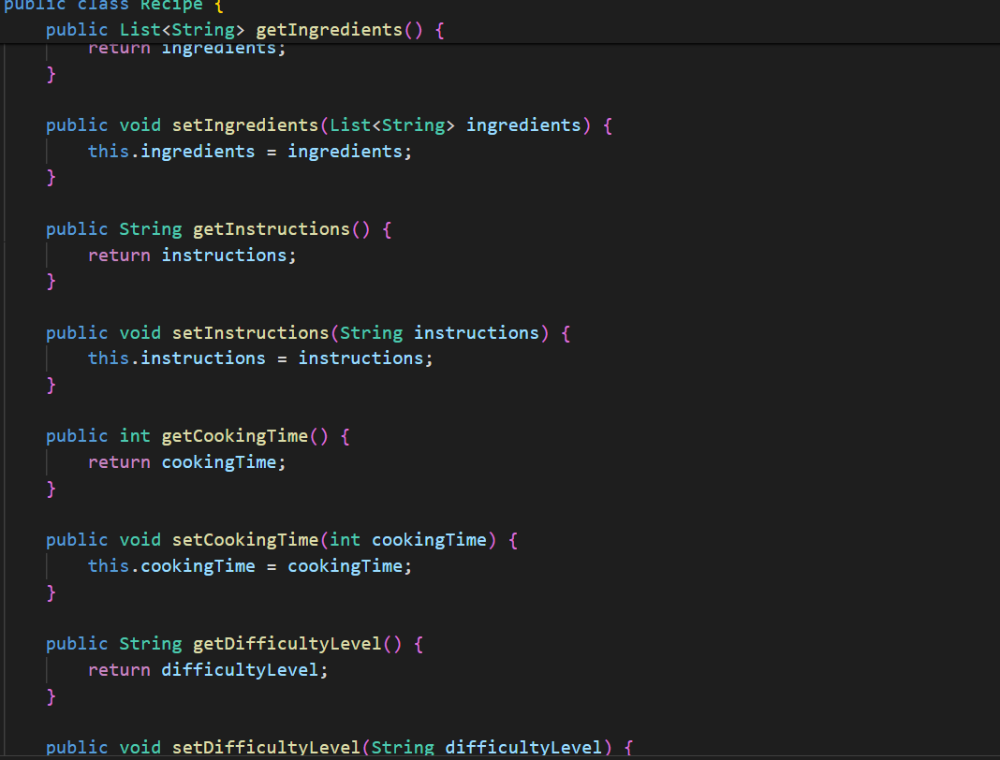 public class Recipe {
    public List<String> getIngredients() {
        return ingredients;
    }

    public void setIngredients(List<String> ingredients) {
        this.ingredients = ingredients;
    }

    public String getInstructions() {
        return instructions;
    }

    public void setInstructions(String instructions) {
        this.instructions = instructions;
    }

    public int getCookingTime() {
        return cookingTime;
    }

    public void setCookingTime(int cookingTime) {
        this.cookingTime = cookingTime;
    }

    public String getDifficultyLevel() {
        return difficultyLevel;
    }

    public void setDifficultyLevel(String difficultyLevel) {